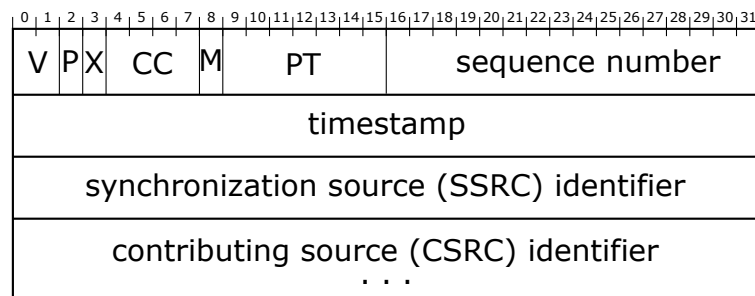 0 1 2 3 4 5 6 7 8 9 10 11 12 13 14 15 16 17 18 19 20 21 22 23 24 25 26 27 28 29 30 31
V P X CC M PT sequence number
timestamp
synchronization source (SSRC) identifier
contributing source (CSRC) identifier
. . .